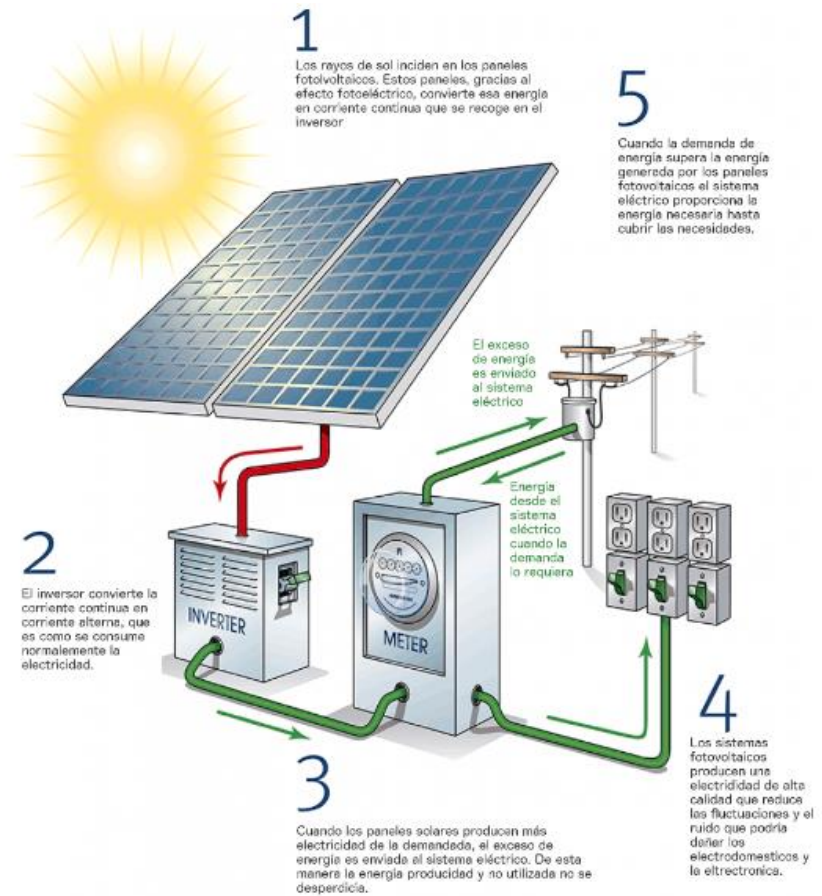 1
Los rayos de sol inciden en los paneles
fotolvoltaicos. Estos paneles, gracias al
efecto fotoeléctrico, convierte esa energía
en corriente continua que se recoge en el
inversor
5
Cuando la demanda de
energía supera la energía
generada por los paneles
fotovoltaicos el sistema
eléctrico proporciona la
energía necesaria hasta
cubrir las necesidades.
El exceso
de energía
es enviado
al sistema
eléctrico
Energía
desde el
sistema
eléctrico
cuando la
demanda
lo requiera
2
El inversor convierte la
corriente continua en
corriente alterna, que
es como se consume
normalemente la
electricidad.
INVERTER
METER
3
Cuando los paneles solares producen más
electricidad de la demandada, el exceso de
energía es enviada al sistema eléctrico. De esta
manera la energía producidad y no utilizada no se
desperdicia.
4
Los sistemas
fotovoltaicos
producen una
electrididad de alta
calidad que reduce
las fluctuaciones y el
ruido que podría
dañar los
electrodomesticos y
la eltrectronica.